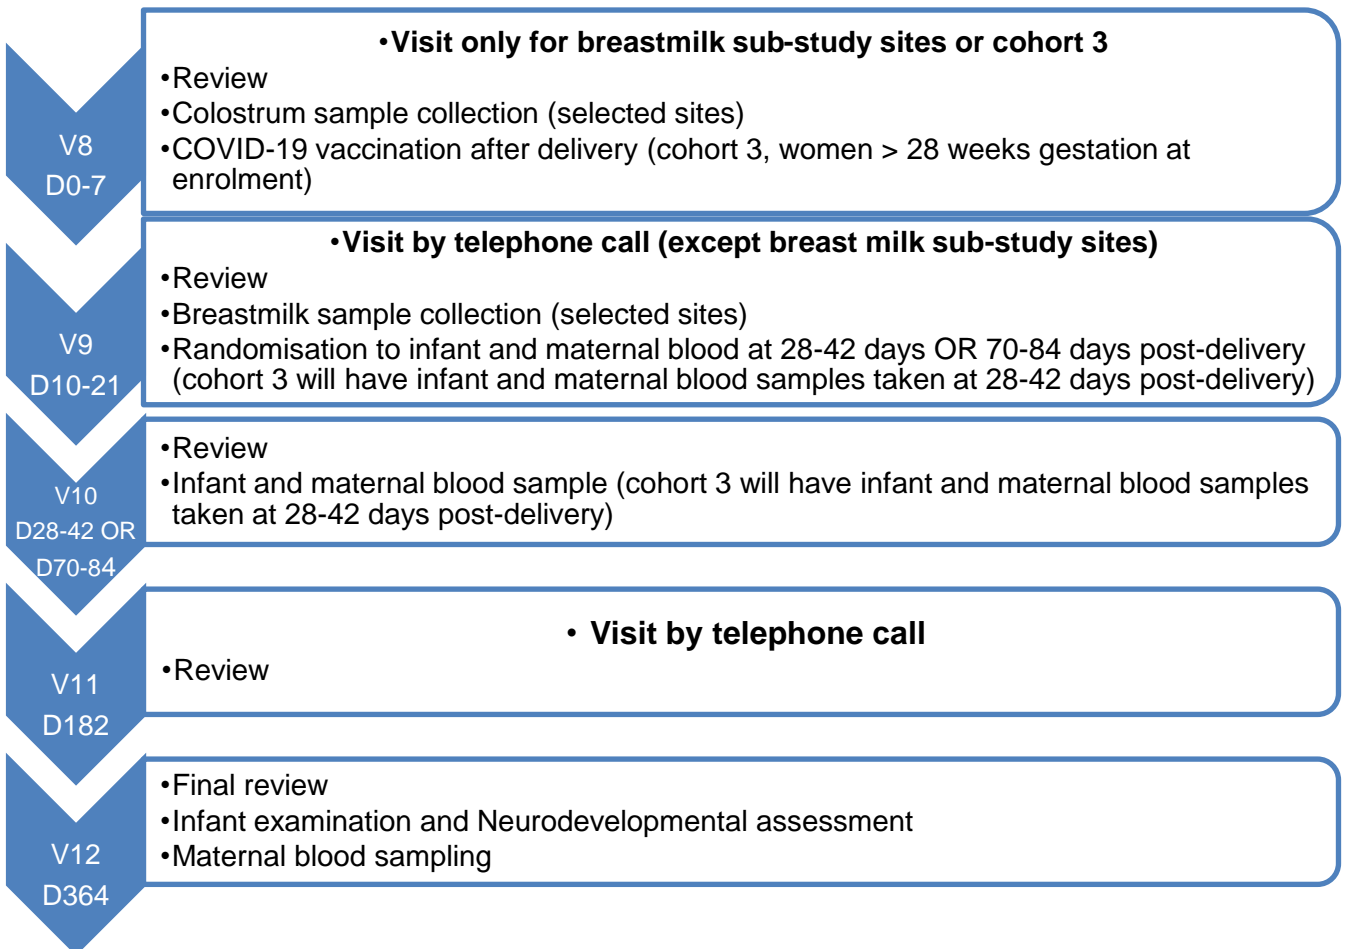 V8
D0-7
•Visit only for breastmilk sub-study sites or cohort 3
•Review
•Colostrum sample collection (selected sites)
•COVID-19 vaccination after delivery (cohort 3, women > 28 weeks gestation at
enrolment)
V9
D10-21
•Visit by telephone call (except breast milk sub-study sites)
•Review
•Breastmilk sample collection (selected sites)
•Randomisation to infant and maternal blood at 28-42 days OR 70-84 days post-delivery
(cohort 3 will have infant and maternal blood samples taken at 28-42 days post-delivery)
V10
D28-42 OR
D70-84
•Review
•Infant and maternal blood sample (cohort 3 will have infant and maternal blood samples
taken at 28-42 days post-delivery)
V11
D182
• Visit by telephone call
•Review
V12
D364
•Final review
•Infant examination and Neurodevelopmental assessment
•Maternal blood sampling